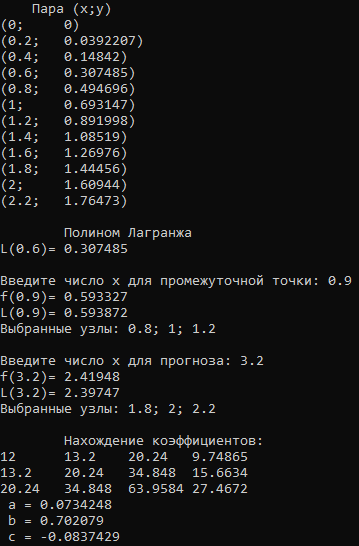 Пара (x;y)
(0; 0)
(0.2; 0.0392207)
(0.4; 0.14842)
(0.6; 0.307485)
(0.8; 0.494696)
(1; 0.693147)
(1.2; 0.891998)
(1.4; 1.08519)
(1.6; 1.26976)
(1.8; 1.44456)
(2; 1.60944)
(2.2; 1.76473)
Полином Лагранжа
L(0.6)= 0.307485
Введите число x для промежуточной точки: 0.9
f(0.9)= 0.593327
L(0.9)= 0.593872
Выбранные узлы: 0.8; 1; 1.2
Введите число x для прогноза: 3.2
f(3.2)= 2.41948
L(3.2)= 2.39747
Выбранные узлы: 1.8; 2; 2.2
Нахождение коэффициентов:
12 13.2 20.24 9.74865
13.2 20.24 34.848 15.6634
20.24 34.848 63.9584 27.4672
a = 0.0734248
b = 0.702079
c = -0.0837429